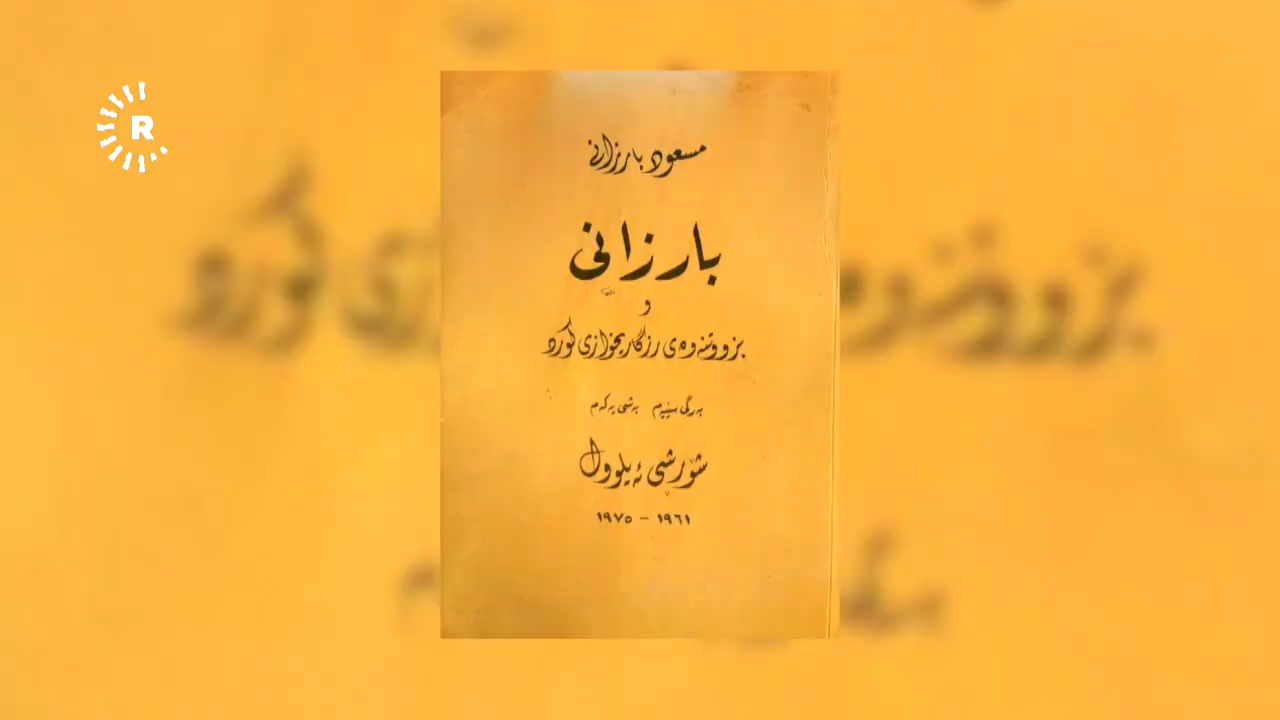 R
مسعود بارزانی
بارزانی
و
بزووتنەوەی رزگاریخوازی کورد
بەرگی سێیەم بەشی یەکەم
شۆڕشی ئەیلوول
١٩٦١ - ١٩٧٥